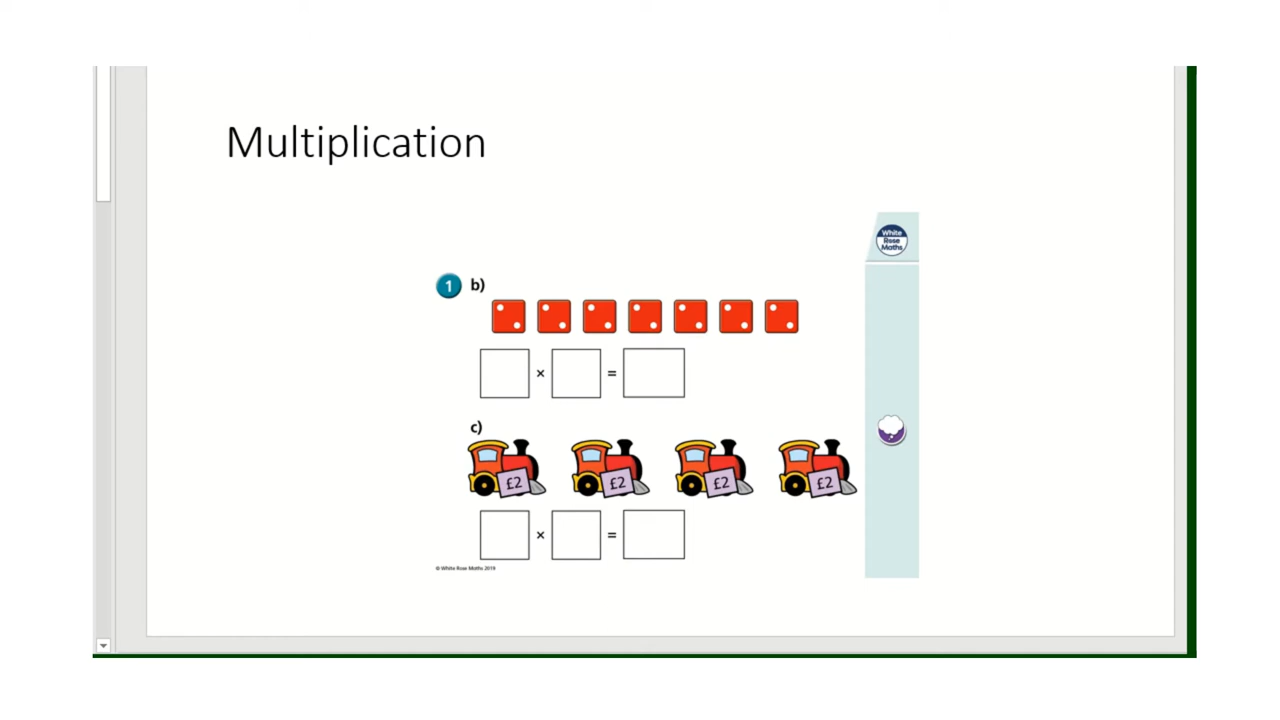 Multiplication
White
Rose
Maths
1 b)
× =
c)
£2 £2 £2 £2
× =
© White Rose Maths 2019